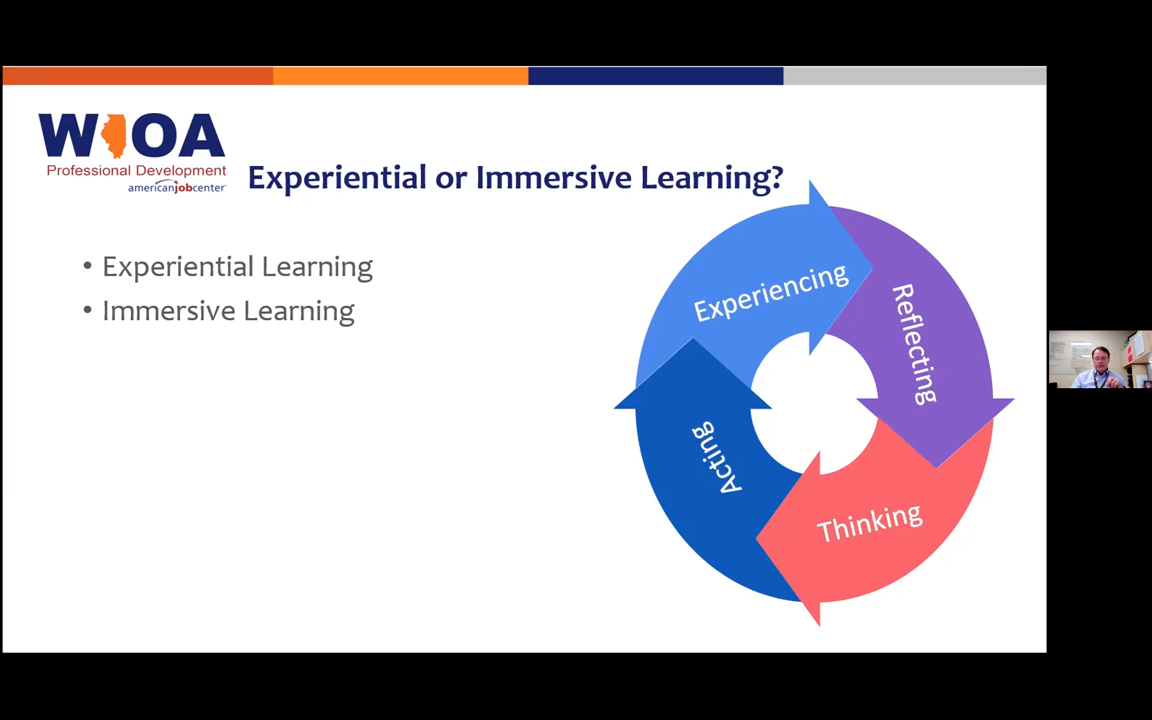 WIOA
Professional Development
americanjobcenter
Experiential or Immersive Learning?
• Experiential Learning
• Immersive Learning
Experiencing
Reflecting
Thinking
Acting